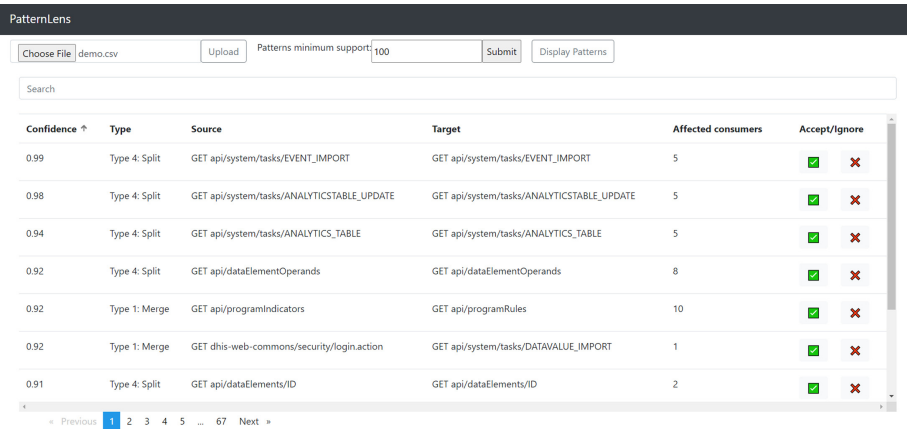 PatternLens
Choose File demo.csv Upload Patterns minimum support: 100 Submit Display Patterns
Search
Confidence ↑ Type Source Target Affected consumers Accept/Ignore
0.99 Type 4: Split GET api/system/tasks/EVENT_IMPORT GET api/system/tasks/EVENT_IMPORT 5
0.98 Type 4: Split GET api/system/tasks/ANALYTICSTABLE_UPDATE GET api/system/tasks/ANALYTICSTABLE_UPDATE 5
0.94 Type 4: Split GET api/system/tasks/ANALYTICS_TABLE GET api/system/tasks/ANALYTICS_TABLE 5
0.92 Type 4: Split GET api/dataElementOperands GET api/dataElementOperands 8
0.92 Type 1: Merge GET api/programIndicators GET api/programRules 10
0.92 Type 1: Merge GET dhis-web-commons/security/login.action GET api/system/tasks/DATAVALUE_IMPORT 1
0.91 Type 4: Split GET api/dataElements/ID GET api/dataElements/ID 2
« Previous 1 2 3 4 5 ... 67 Next »